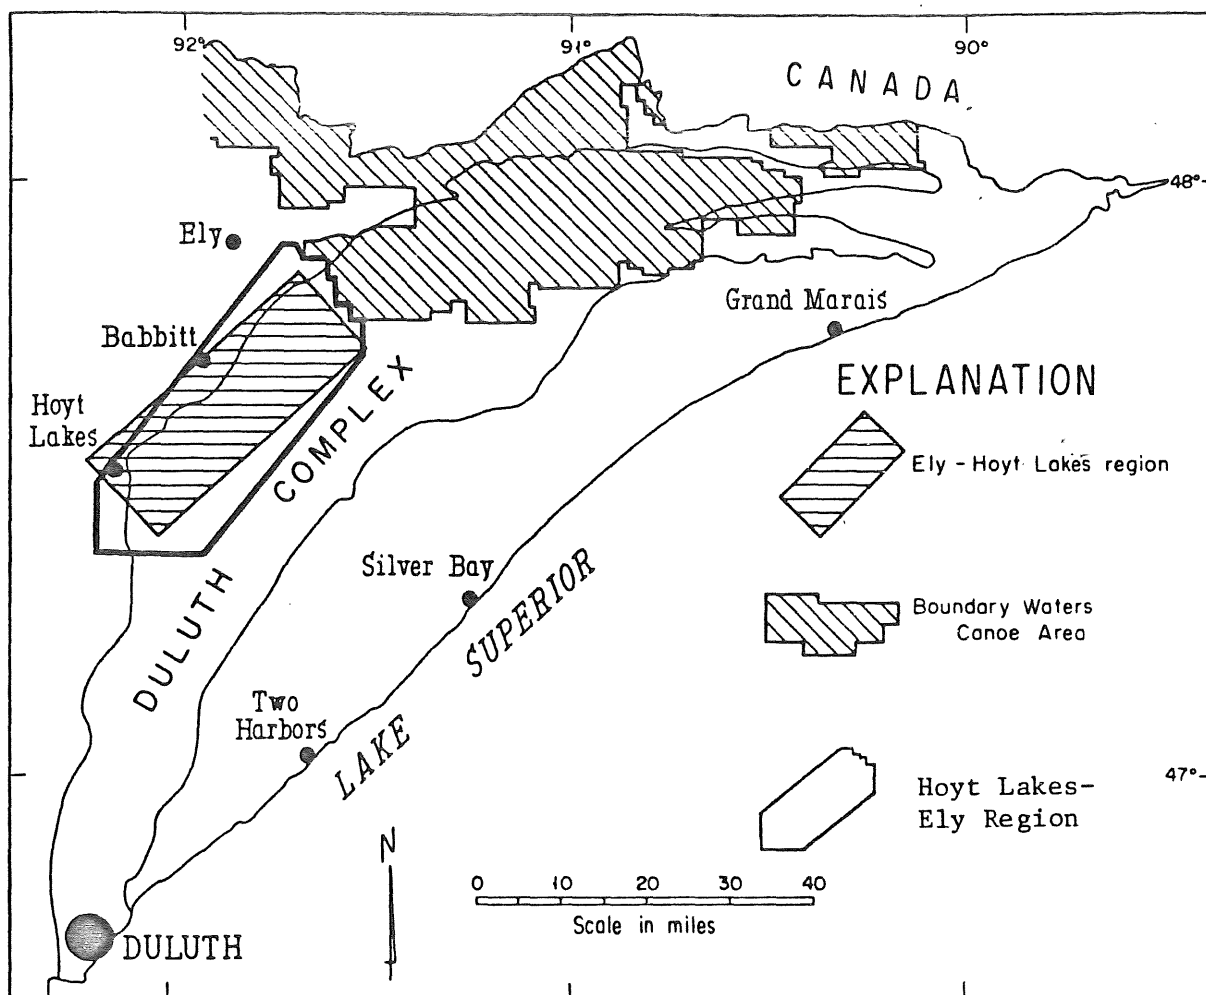 92°
91°
90°
CANADA
48°
Ely
Grand Marais
Babbitt
EXPLANATION
Hoyt
Lakes
COMPLEX
Ely - Hoyt Lakes region
Silver Bay
SUPERIOR
DULUTH
Boundary Waters
Canoe Area
Two
Harbors
LAKE
47°
Hoyt Lakes-
Ely Region
N
0 10 20 30 40
Scale in miles
DULUTH